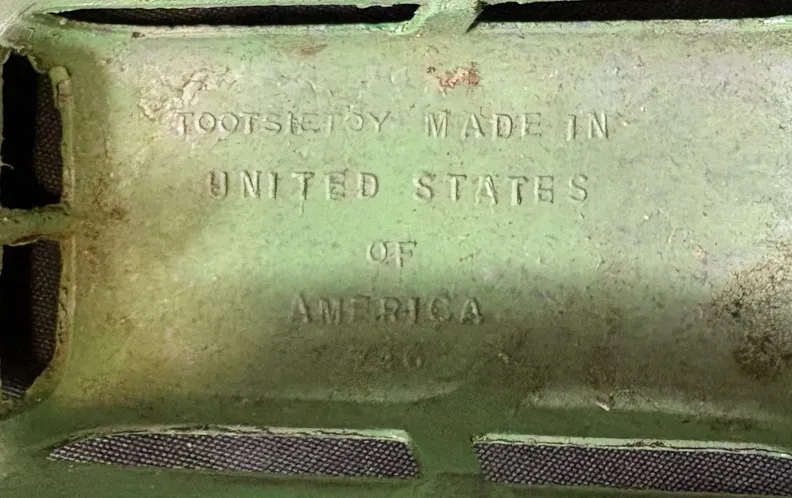 TOOTSIETOY MADE IN
UNITED STATES
OF
AMERICA